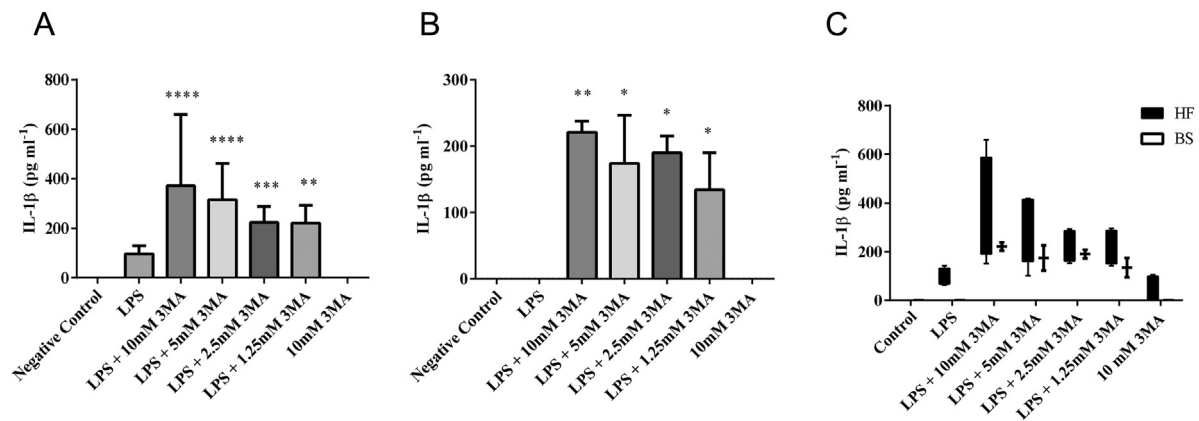 A
B
C
IL-1β (pg ml⁻¹)
800
600
400
200
0
****
****
***
**
Negative Control
LPS
LPS + 10mM 3MA
LPS + 5mM 3MA
LPS + 2.5mM 3MA
LPS + 1.25mM 3MA
10mM 3MA
IL-1β (pg ml⁻¹)
300
200
100
0
**
*
*
*
Negative Control
LPS
LPS + 10mM 3MA
LPS + 5mM 3MA
LPS + 2.5mM 3MA
LPS + 1.25mM 3MA
10mM 3MA
IL-1β (pg ml⁻¹)
800
600
400
200
0
HF
BS
Control
LPS
LPS + 10mM 3MA
LPS + 5mM 3MA
LPS + 2.5mM 3MA
LPS + 1.25mM 3MA
10 mM 3MA